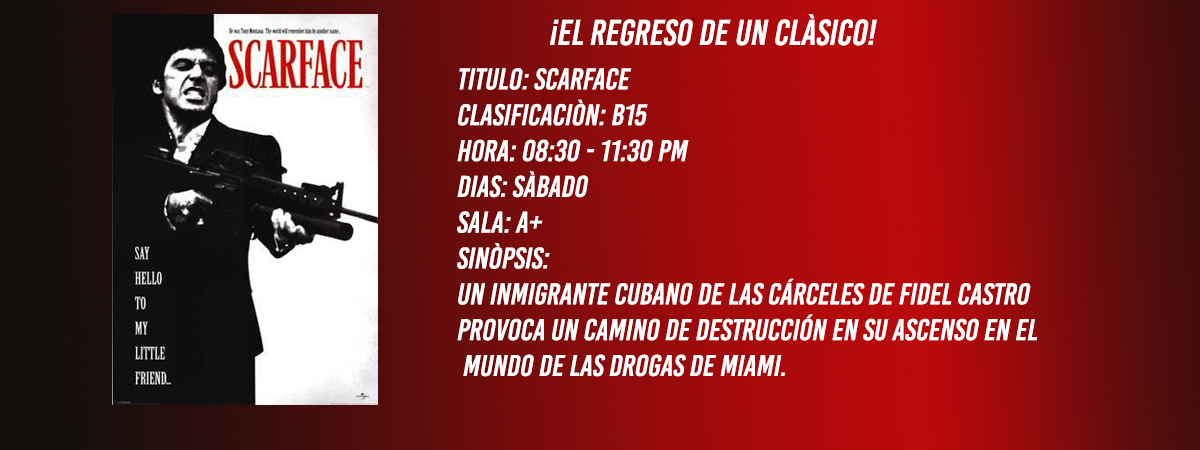 He was Tony Montana. The world will remember him by another name...
SCARFACE
SAY
HELLO
TO
MY
LITTLE
FRIEND...
¡EL REGRESO DE UN CLÀSICO!
TITULO: SCARFACE
CLASIFICACIÒN: B15
HORA: 08:30 - 11:30 PM
DIAS: SÀBADO
SALA: A+
SINÒPSIS:
UN INMIGRANTE CUBANO DE LAS CÁRCELES DE FIDEL CASTRO
PROVOCA UN CAMINO DE DESTRUCCIÓN EN SU ASCENSO EN EL
MUNDO DE LAS DROGAS DE MIAMI.